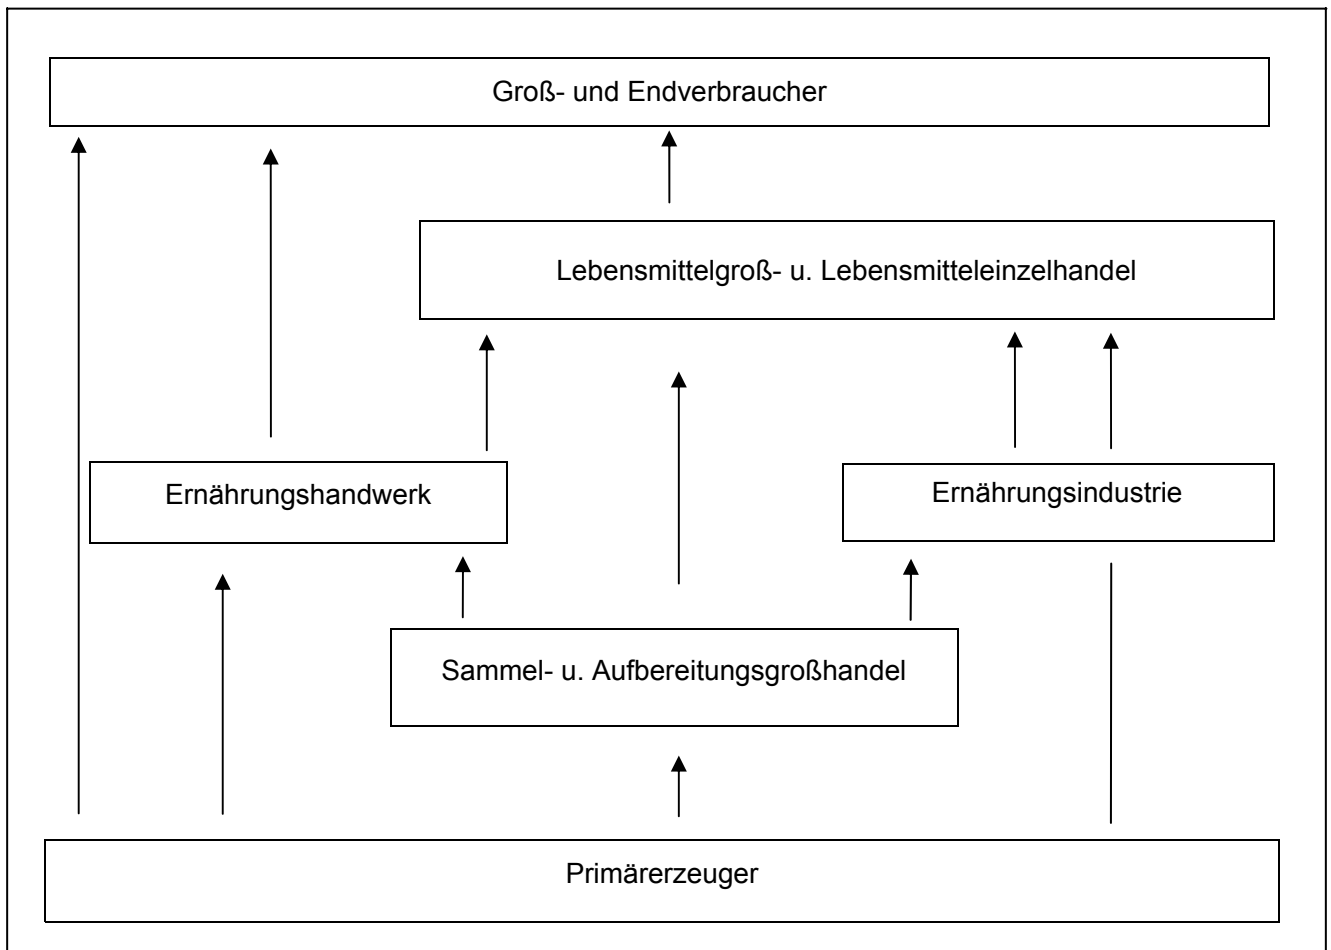 Groß- und Endverbraucher
Lebensmittelgroß- u. Lebensmitteleinzelhandel
Ernährungshandwerk
Ernährungsindustrie
Sammel- u. Aufbereitungsgroßhandel
Primärerzeuger